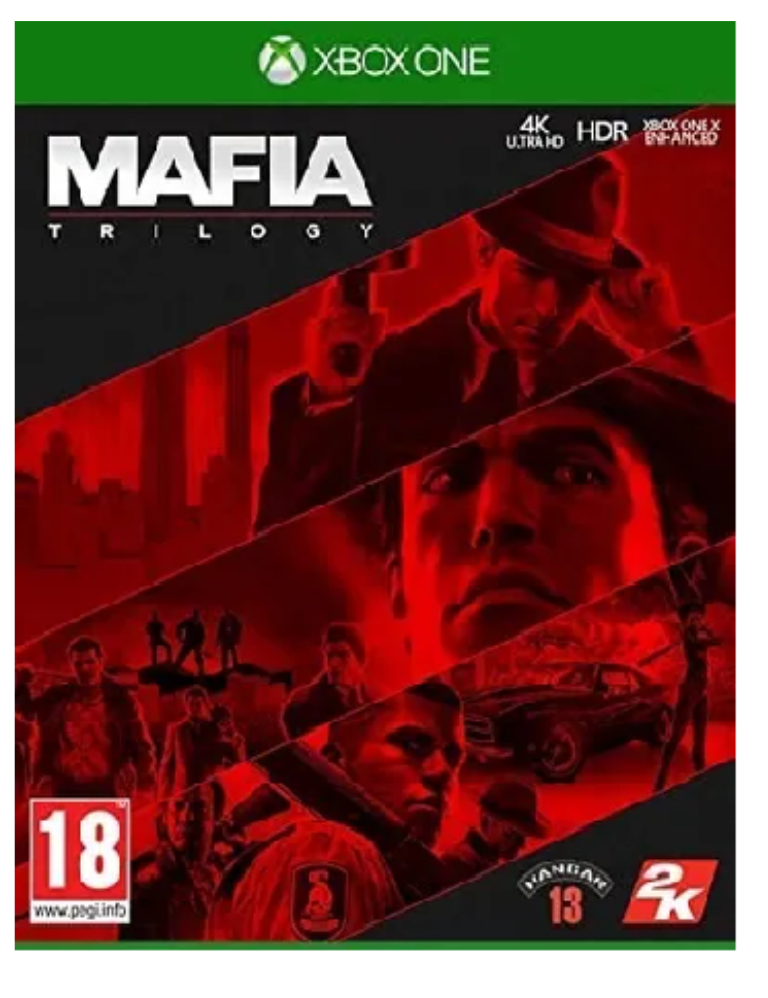 XBOX ONE
4K
ULTRA HD
HDR
XBOX ONE X
ENHANCED
MAFIA
TRILOGY
18
www.pegi.info
HANGAR
13
2K